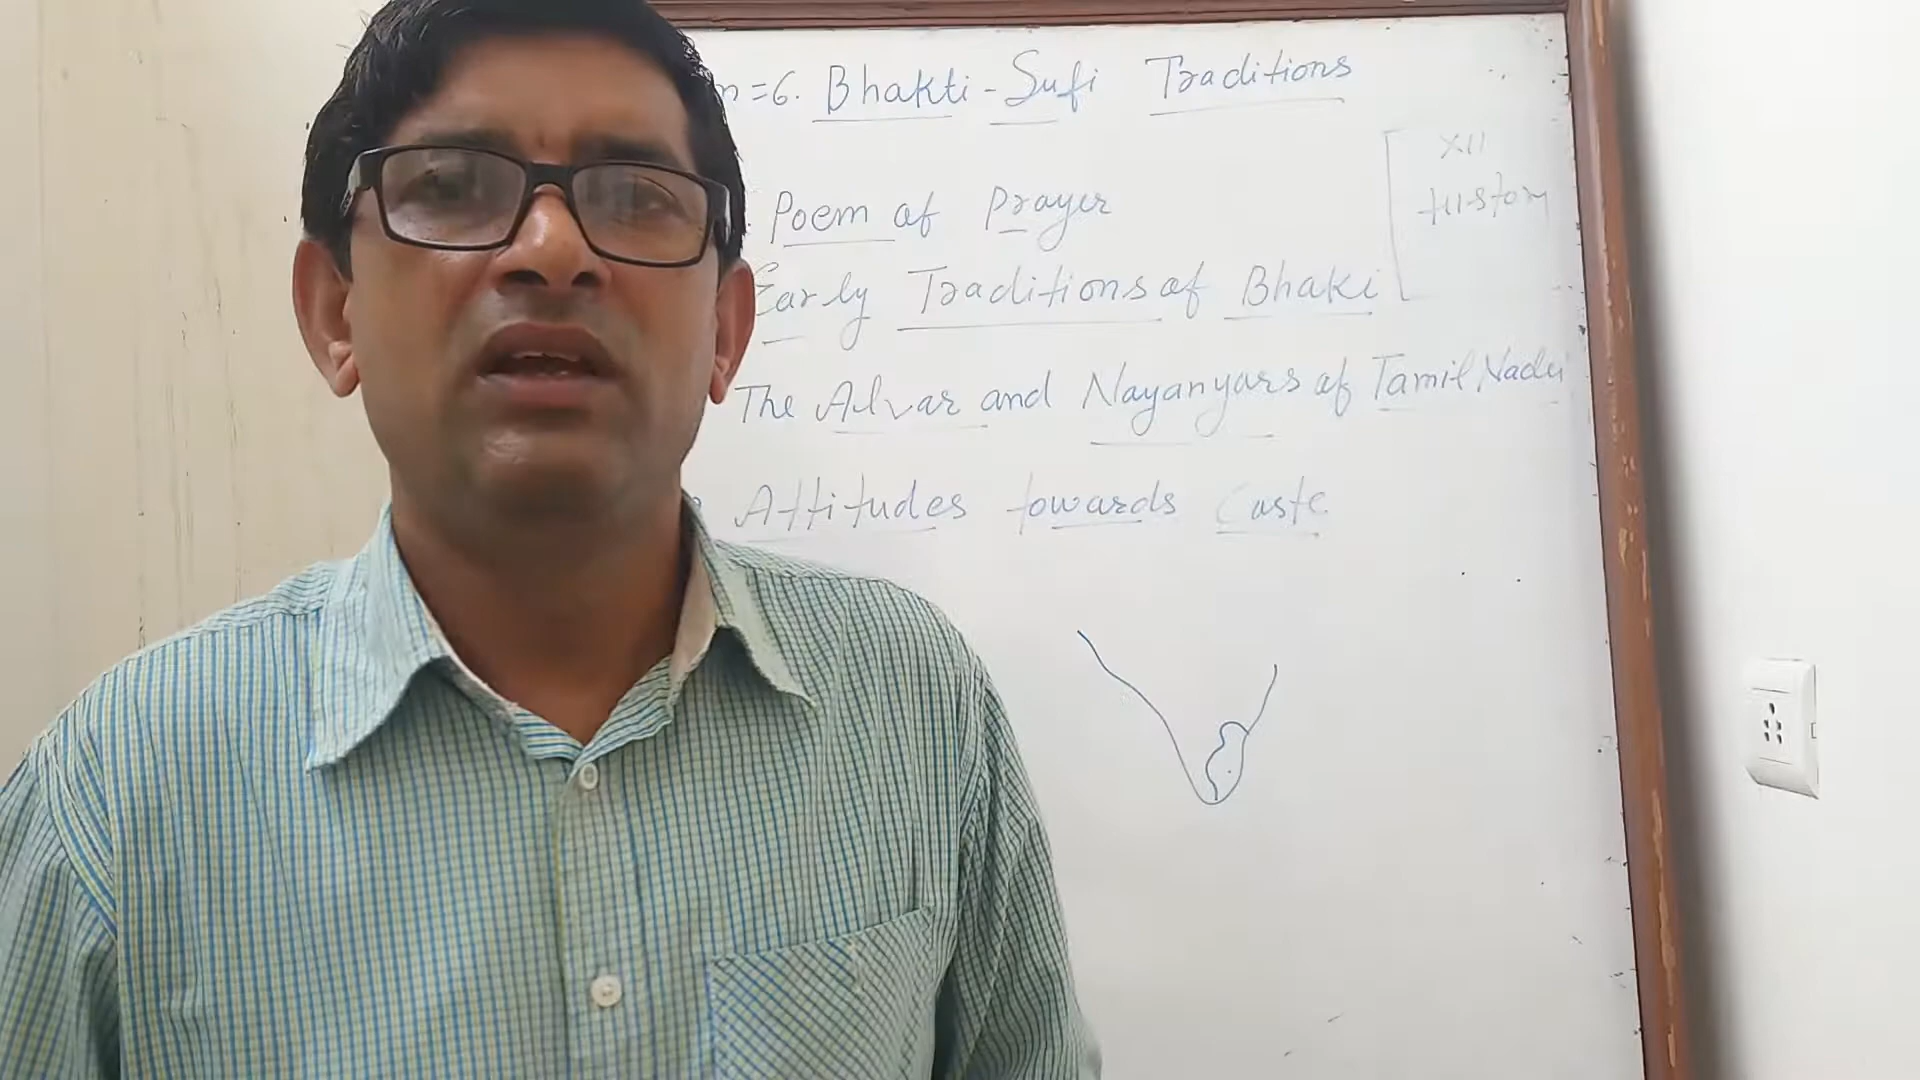 n=6. Bhakti-Sufi Traditions
XII
History
Poem of Prayer
Early Traditions of Bhaki
The Alvar and Nayanyars of Tamil Nadu
Attitudes towards Caste